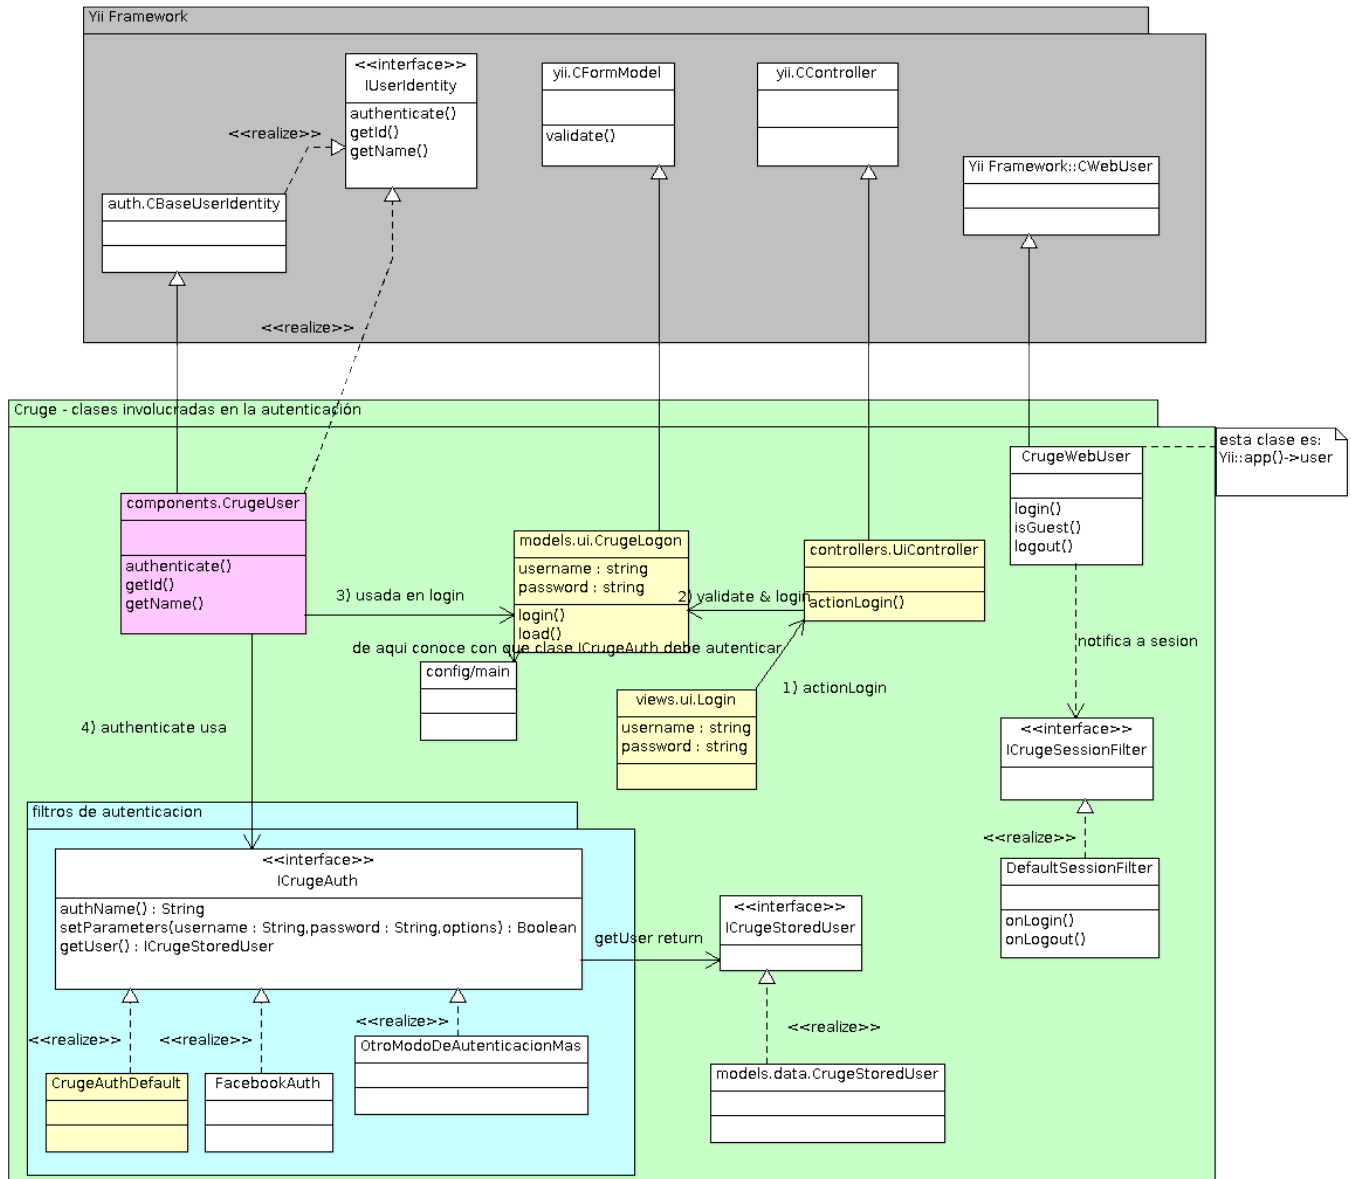 Yii Framework
<<interface>>
IUserIdentity
authenticate()
getId()
getName()
yii.CFormModel
validate()
yii.CController
<<realize>>
Yii Framework::CWebUser
auth.CBaseUserIdentity
<<realize>>
Cruge - clases involucradas en la autenticación
esta clase es:
Yii::app()->user
CrugeWebUser
login()
isGuest()
logout()
components.CrugeUser
authenticate()
getId()
getName()
models.ui.CrugeLogon
username : string
password : string
login()
load()
controllers.UiController
actionLogin()
3) usada en login
2) validate & login
de aqui conoce con que clase ICrugeAuth debe autenticar
notifica a sesion
config/main
views.ui.Login
username : string
password : string
1) actionLogin
4) authenticate usa
<<interface>>
ICrugeSessionFilter
<<realize>>
DefaultSessionFilter
onLogin()
onLogout()
filtros de autenticacion
<<interface>>
ICrugeAuth
authName() : String
setParameters(username : String,password : String,options) : Boolean
getUser() : ICrugeStoredUser
getUser return
<<interface>>
ICrugeStoredUser
<<realize>>
<<realize>>
<<realize>>
<<realize>>
OtroModoDeAutenticacionMas
CrugeAuthDefault
FacebookAuth
models.data.CrugeStoredUser